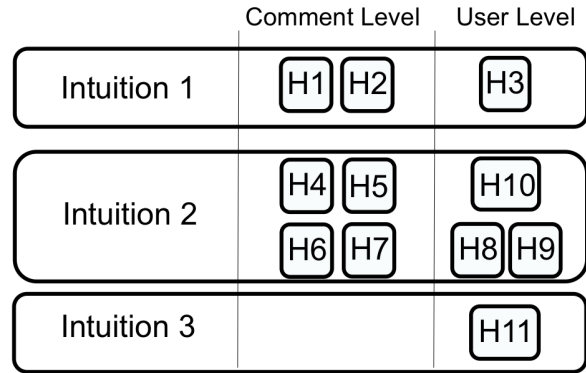 Comment Level User Level
Intuition 1 H1 H2 H3
H4 H5 H10
Intuition 2
H6 H7 H8 H9
Intuition 3 H11